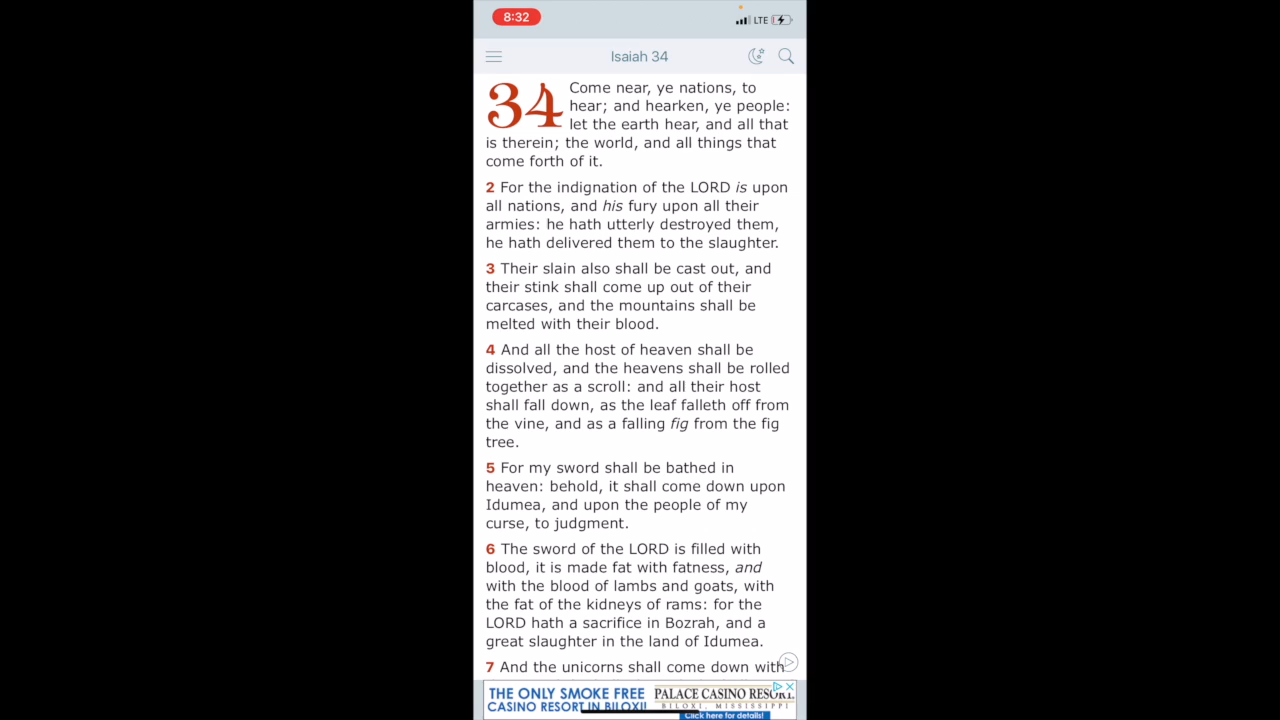 8:32
LTE
Isaiah 34
34 Come near, ye nations, to
hear; and hearken, ye people:
let the earth hear, and all that
is therein; the world, and all things that
come forth of it.
2 For the indignation of the LORD is upon
all nations, and his fury upon all their
armies: he hath utterly destroyed them,
he hath delivered them to the slaughter.
3 Their slain also shall be cast out, and
their stink shall come up out of their
carcases, and the mountains shall be
melted with their blood.
4 And all the host of heaven shall be
dissolved, and the heavens shall be rolled
together as a scroll: and all their host
shall fall down, as the leaf falleth off from
the vine, and as a falling fig from the fig
tree.
5 For my sword shall be bathed in
heaven: behold, it shall come down upon
Idumea, and upon the people of my
curse, to judgment.
6 The sword of the LORD is filled with
blood, it is made fat with fatness, and
with the blood of lambs and goats, with
the fat of the kidneys of rams: for the
LORD hath a sacrifice in Bozrah, and a
great slaughter in the land of Idumea.
7 And the unicorns shall come down with
THE ONLY SMOKE FREE
CASINO RESORT IN BILOXI!
PALACE CASINO RESORT
BILOXI, MISSISSIPPI
Click here for details!